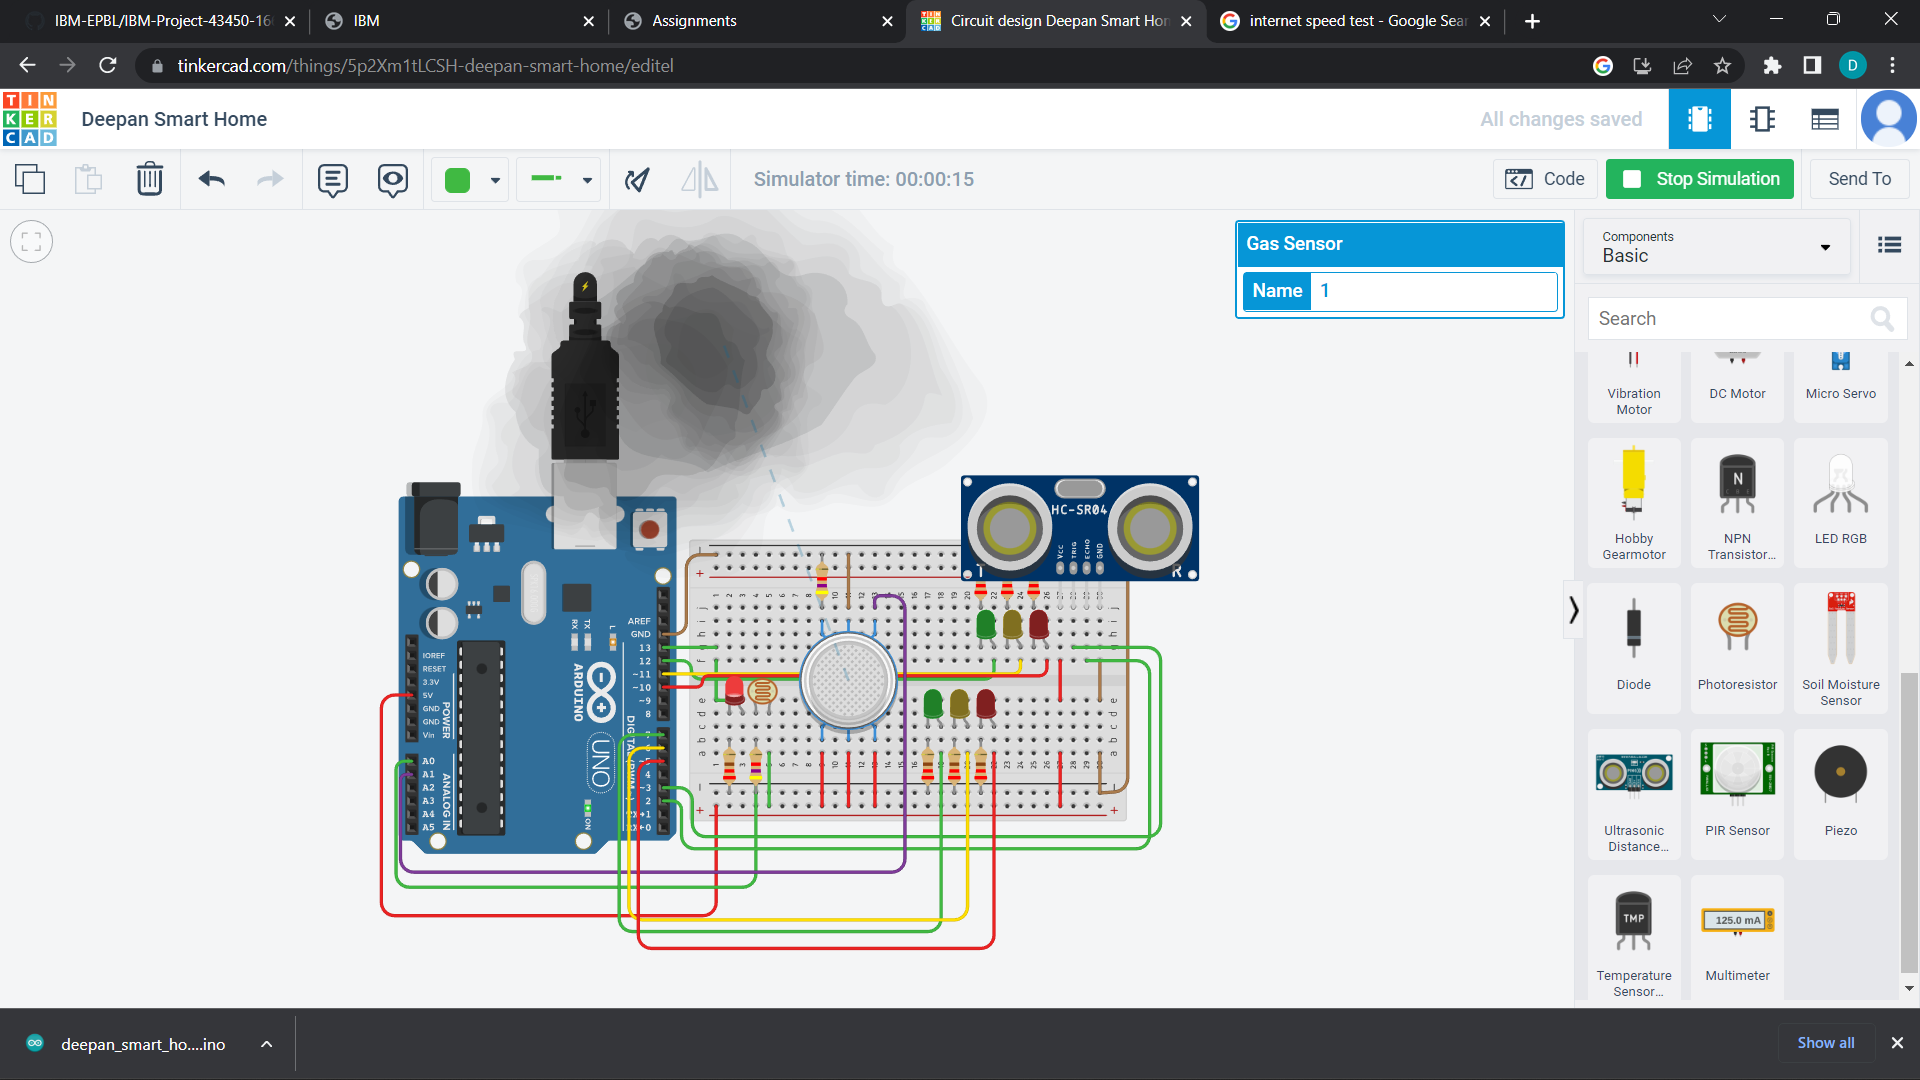 IBM-EPBL/IBM-Project-43450-16
IBM
Assignments
Circuit design Deepan Smart Hon
internet speed test - Google Sear
tinkercad.com/things/5p2Xm1tLCSH-deepan-smart-home/editel
D
TIN
KER
CAD
Deepan Smart Home
All changes saved
Simulator time: 00:00:15
Code
Stop Simulation
Send To
Gas Sensor
Name 1
Components
Basic
Search
Vibration
Motor
DC Motor
Micro Servo
N
Hobby
Gearmotor
NPN
Transistor...
LED RGB
Diode
Photoresistor
Soil Moisture
Sensor
Ultrasonic
Distance...
PIR Sensor
Piezo
TMP
125.0 mA
Temperature
Sensor...
Multimeter
HC-SR04
VCC
TRIG
ECHO
GND
T
R
AREF
GND
13
12
~11
~10
~9
8
4
~3
2
TX→1
RX←0
RX
TX
L
ARDUINO
UNO
ON
IOREF
RESET
3.3V
5V
GND
GND
Vin
POWER
A0
A1
A2
A3
A4
A5
ANALOG IN
deepan_smart_ho....ino
Show all